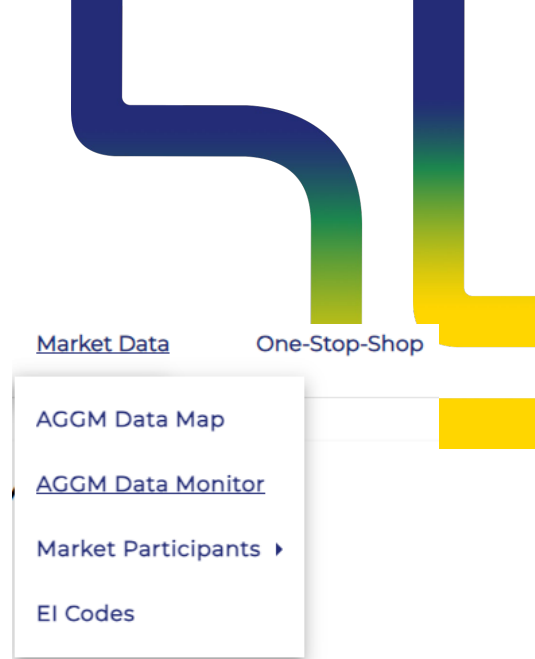 Market Data One-Stop-Shop
AGGM Data Map
AGGM Data Monitor
Market Participants
EI Codes